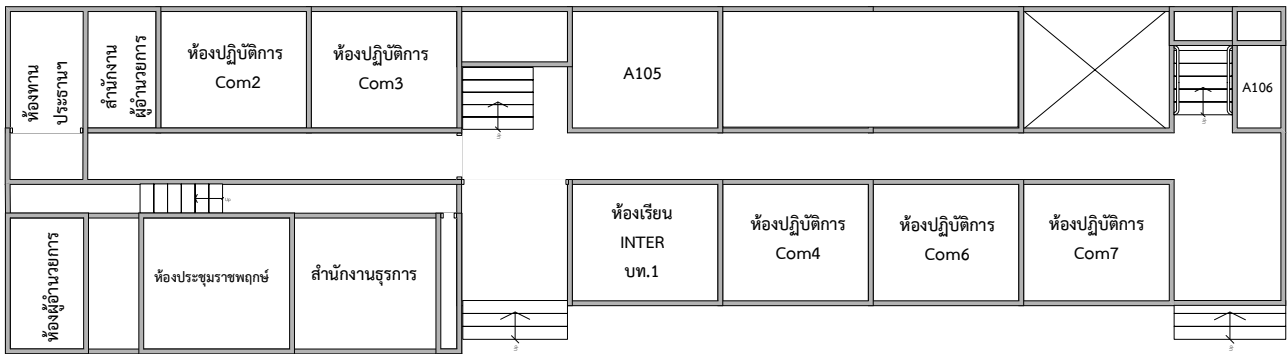 ห้องทาน
ประธานฯ
สำนักงาน
ผู้อำนวยการ
ห้องปฏิบัติการ
Com2
ห้องปฏิบัติการ
Com3
A105
A106
Up
Up
Up
ห้องเรียน
INTER
บท.1
ห้องปฏิบัติการ
Com4
ห้องปฏิบัติการ
Com6
ห้องปฏิบัติการ
Com7
ห้องผู้อำนวยการ
ห้องประชุมราชพฤกษ์
สำนักงานธุรการ
Up
Up